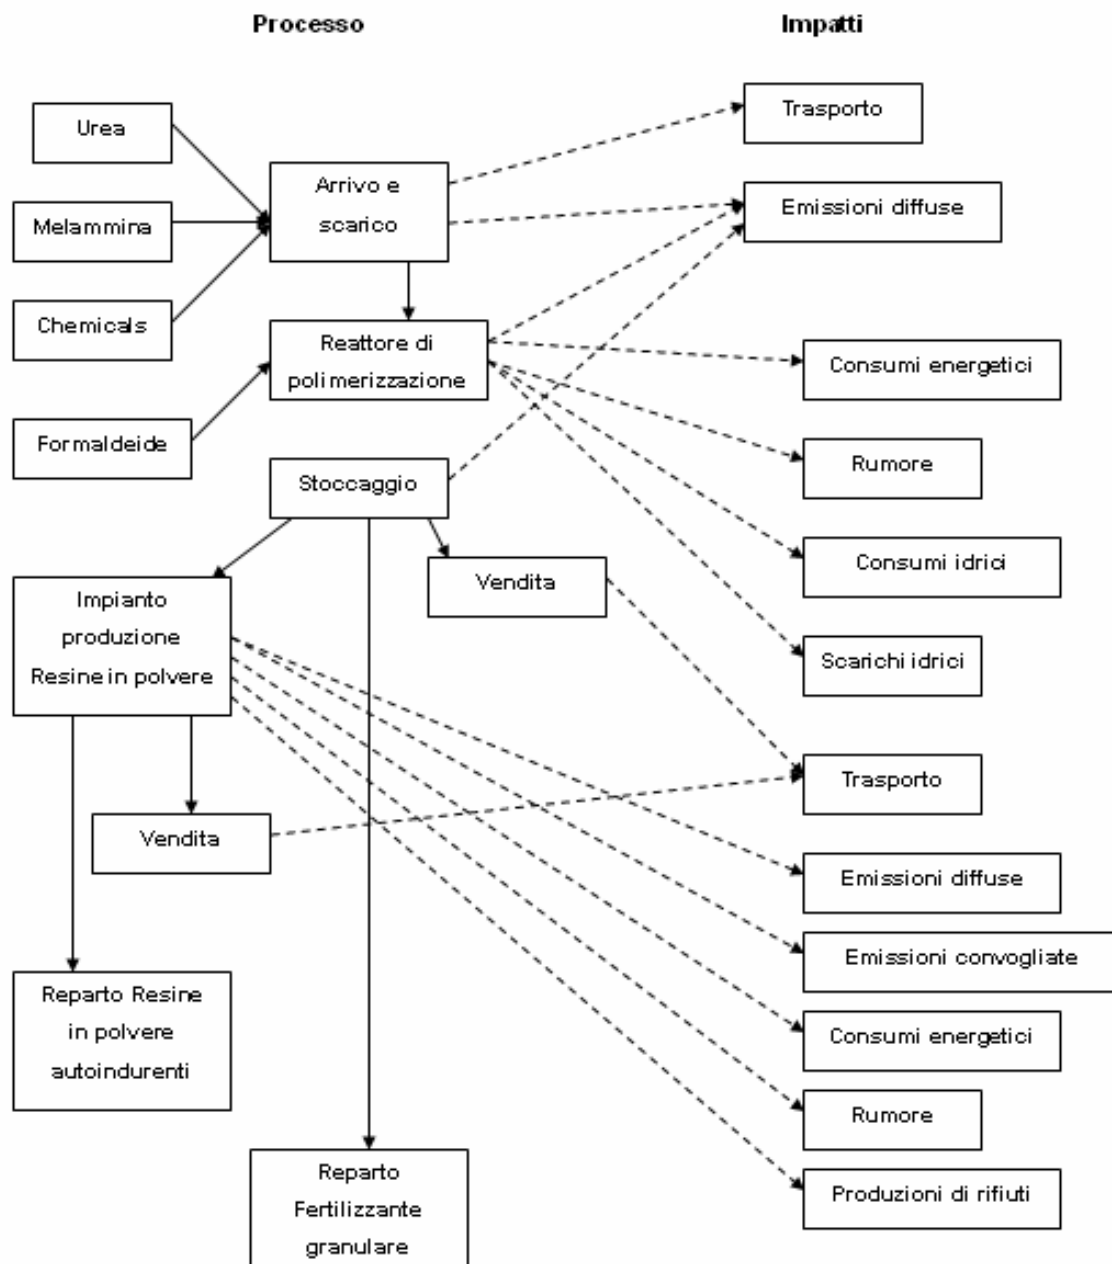 Processo
Impatti
Urea
Melammina
Chemicals
Formaldeide
Arrivo e
scarico
Reattore di
polimerizzazione
Stoccaggio
Vendita
Impianto
produzione
Resine in polvere
Vendita
Reparto Resine
in polvere
autoindurenti
Reparto
Fertilizzante
granulare
Trasporto
Emissioni diffuse
Consumi energetici
Rumore
Consumi idrici
Scarichi idrici
Trasporto
Emissioni diffuse
Emissioni convogliate
Consumi energetici
Rumore
Produzioni di rifiuti